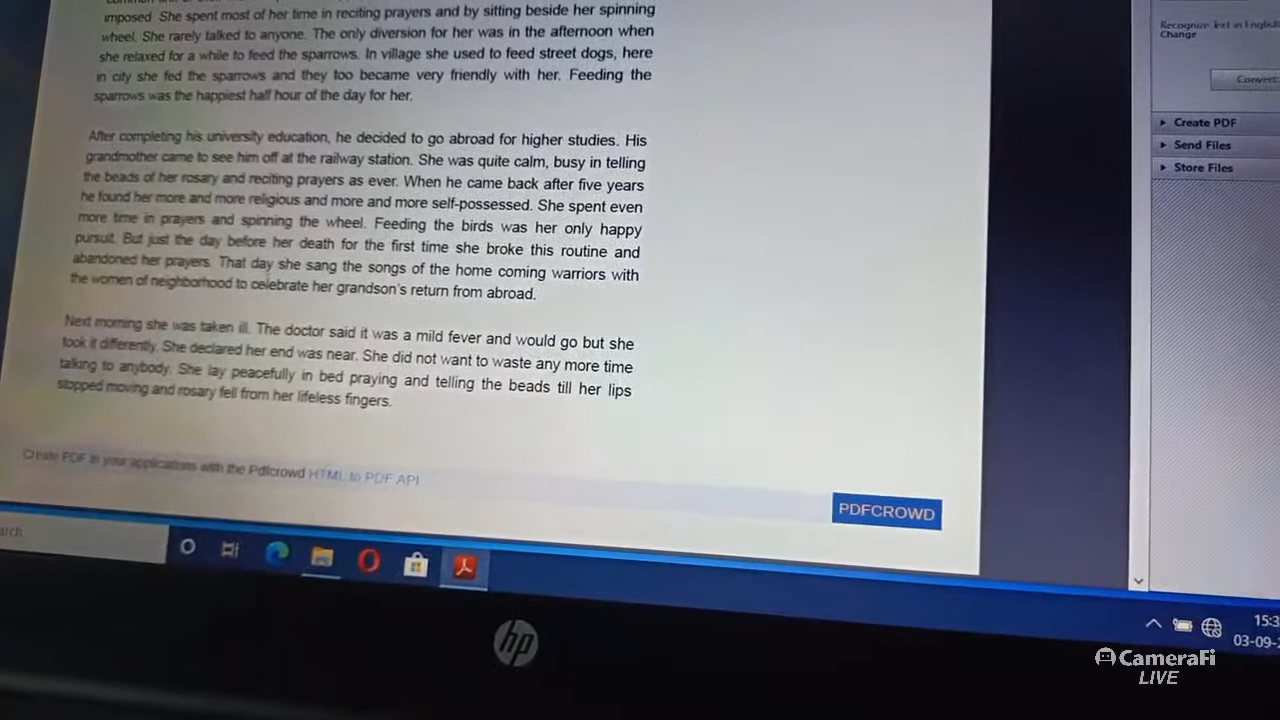 imposed. She spent most of her time in reciting prayers and by sitting beside her spinning
wheel. She rarely talked to anyone. The only diversion for her was in the afternoon when
she relaxed for a while to feed the sparrows. In village she used to feed street dogs, here
in city she fed the sparrows and they too became very friendly with her. Feeding the
sparrows was the happiest half hour of the day for her.
After completing his university education, he decided to go abroad for higher studies. His
grandmother came to see him off at the railway station. She was quite calm, busy in telling
the beads of her rosary and reciting prayers as ever. When he came back after five years
he found her more and more religious and more and more self-possessed. She spent even
more time in prayers and spinning the wheel. Feeding the birds was her only happy
pursuit. But just the day before her death for the first time she broke this routine and
abandoned her prayers. That day she sang the songs of the home coming warriors with
the women of neighborhood to celebrate her grandson's return from abroad.
Next morning she was taken ill. The doctor said it was a mild fever and would go but she
took it differently. She declared her end was near. She did not want to waste any more time
talking to anybody. She lay peacefully in bed praying and telling the beads till her lips
stopped moving and rosary fell from her lifeless fingers.
Create PDF in your applications with the Pdfcrowd HTML to PDF API
PDFCROWD
Recognize Text in English
Change
Convert
Create PDF
Send Files
Store Files
15:3
03-09-
hp
CameraFi
LIVE